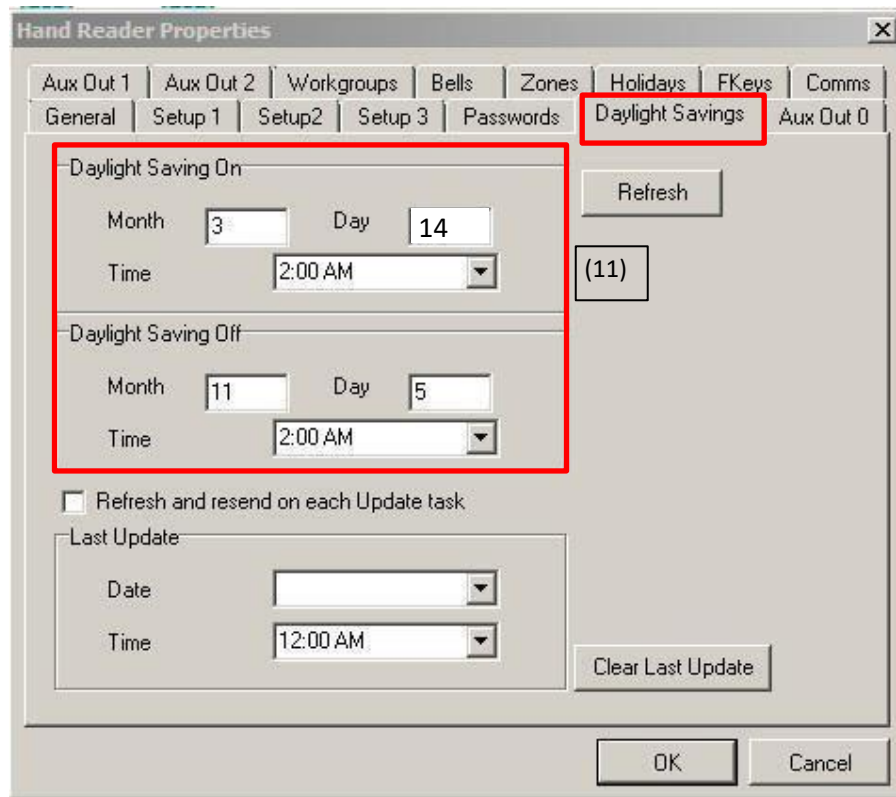 Hand Reader Properties
Aux Out 1 Aux Out 2 Workgroups Bells Zones Holidays FKeys Comms
General Setup 1 Setup2 Setup 3 Passwords Daylight Savings Aux Out 0
Daylight Saving On
Refresh
Month 3 Day 14
Time 2:00 AM
(11)
Daylight Saving Off
Month 11 Day 5
Time 2:00 AM
Refresh and resend on each Update task
Last Update
Date
Time 12:00 AM
Clear Last Update
OK Cancel